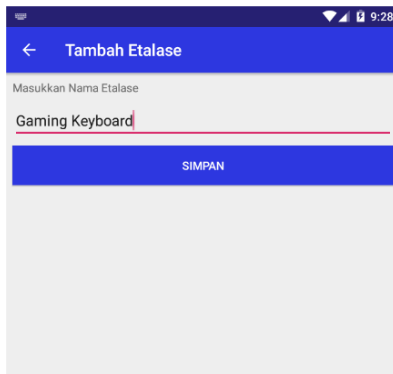 9:28
Tambah Etalase
Masukkan Nama Etalase
Gaming Keyboard
SIMPAN